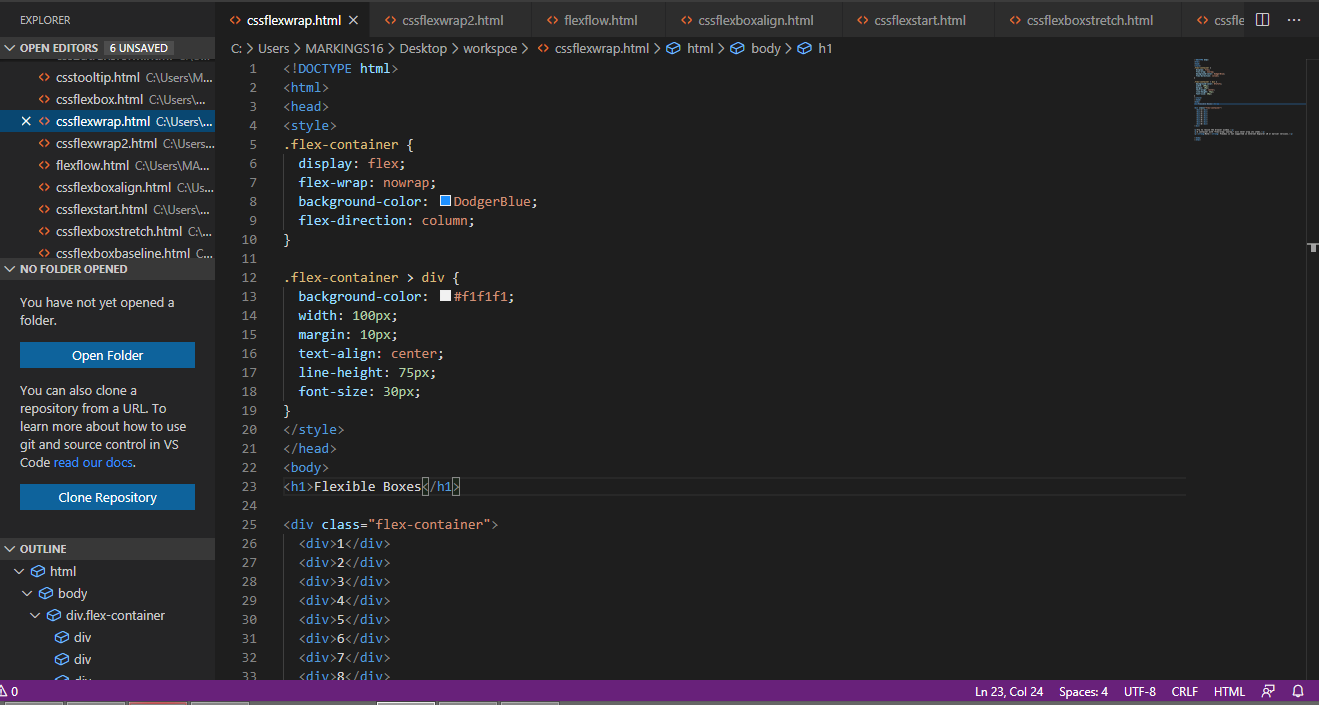 EXPLORER
cssflexwrap.html
cssflexwrap2.html
flexflow.html
cssflexboxalign.html
cssflexstart.html
cssflexboxstretch.html
cssfle
OPEN EDITORS 6 UNSAVED
C: > Users > MARKINGS16 > Desktop > workspce > cssflexwrap.html > html > body > h1
csstooltip.html C:\Users\M...
cssflexbox.html C:\Users\...
cssflexwrap.html C:\Users\...
cssflexwrap2.html C:\Users...
flexflow.html C:\Users\MA...
cssflexboxalign.html C:\Us...
cssflexstart.html C:\Users\...
cssflexboxstretch.html C:\...
cssflexboxbaseline.html C...
NO FOLDER OPENED
You have not yet opened a
folder.
Open Folder
You can also clone a
repository from a URL. To
learn more about how to use
git and source control in VS
Code read our docs.
Clone Repository
OUTLINE
html
body
div.flex-container
div
div
1 <!DOCTYPE html>
2 <html>
3 <head>
4 <style>
5 .flex-container {
6 display: flex;
7 flex-wrap: nowrap;
8 background-color: DodgerBlue;
9 flex-direction: column;
10 }
11
12 .flex-container > div {
13 background-color: #f1f1f1;
14 width: 100px;
15 margin: 10px;
16 text-align: center;
17 line-height: 75px;
18 font-size: 30px;
19 }
20 </style>
21 </head>
22 <body>
23 <h1>Flexible Boxes</h1>
24
25 <div class="flex-container">
26 <div>1</div>
27 <div>2</div>
28 <div>3</div>
29 <div>4</div>
30 <div>5</div>
31 <div>6</div>
32 <div>7</div>
33 <div>8</div>
0
Ln 23, Col 24
Spaces: 4
UTF-8
CRLF
HTML